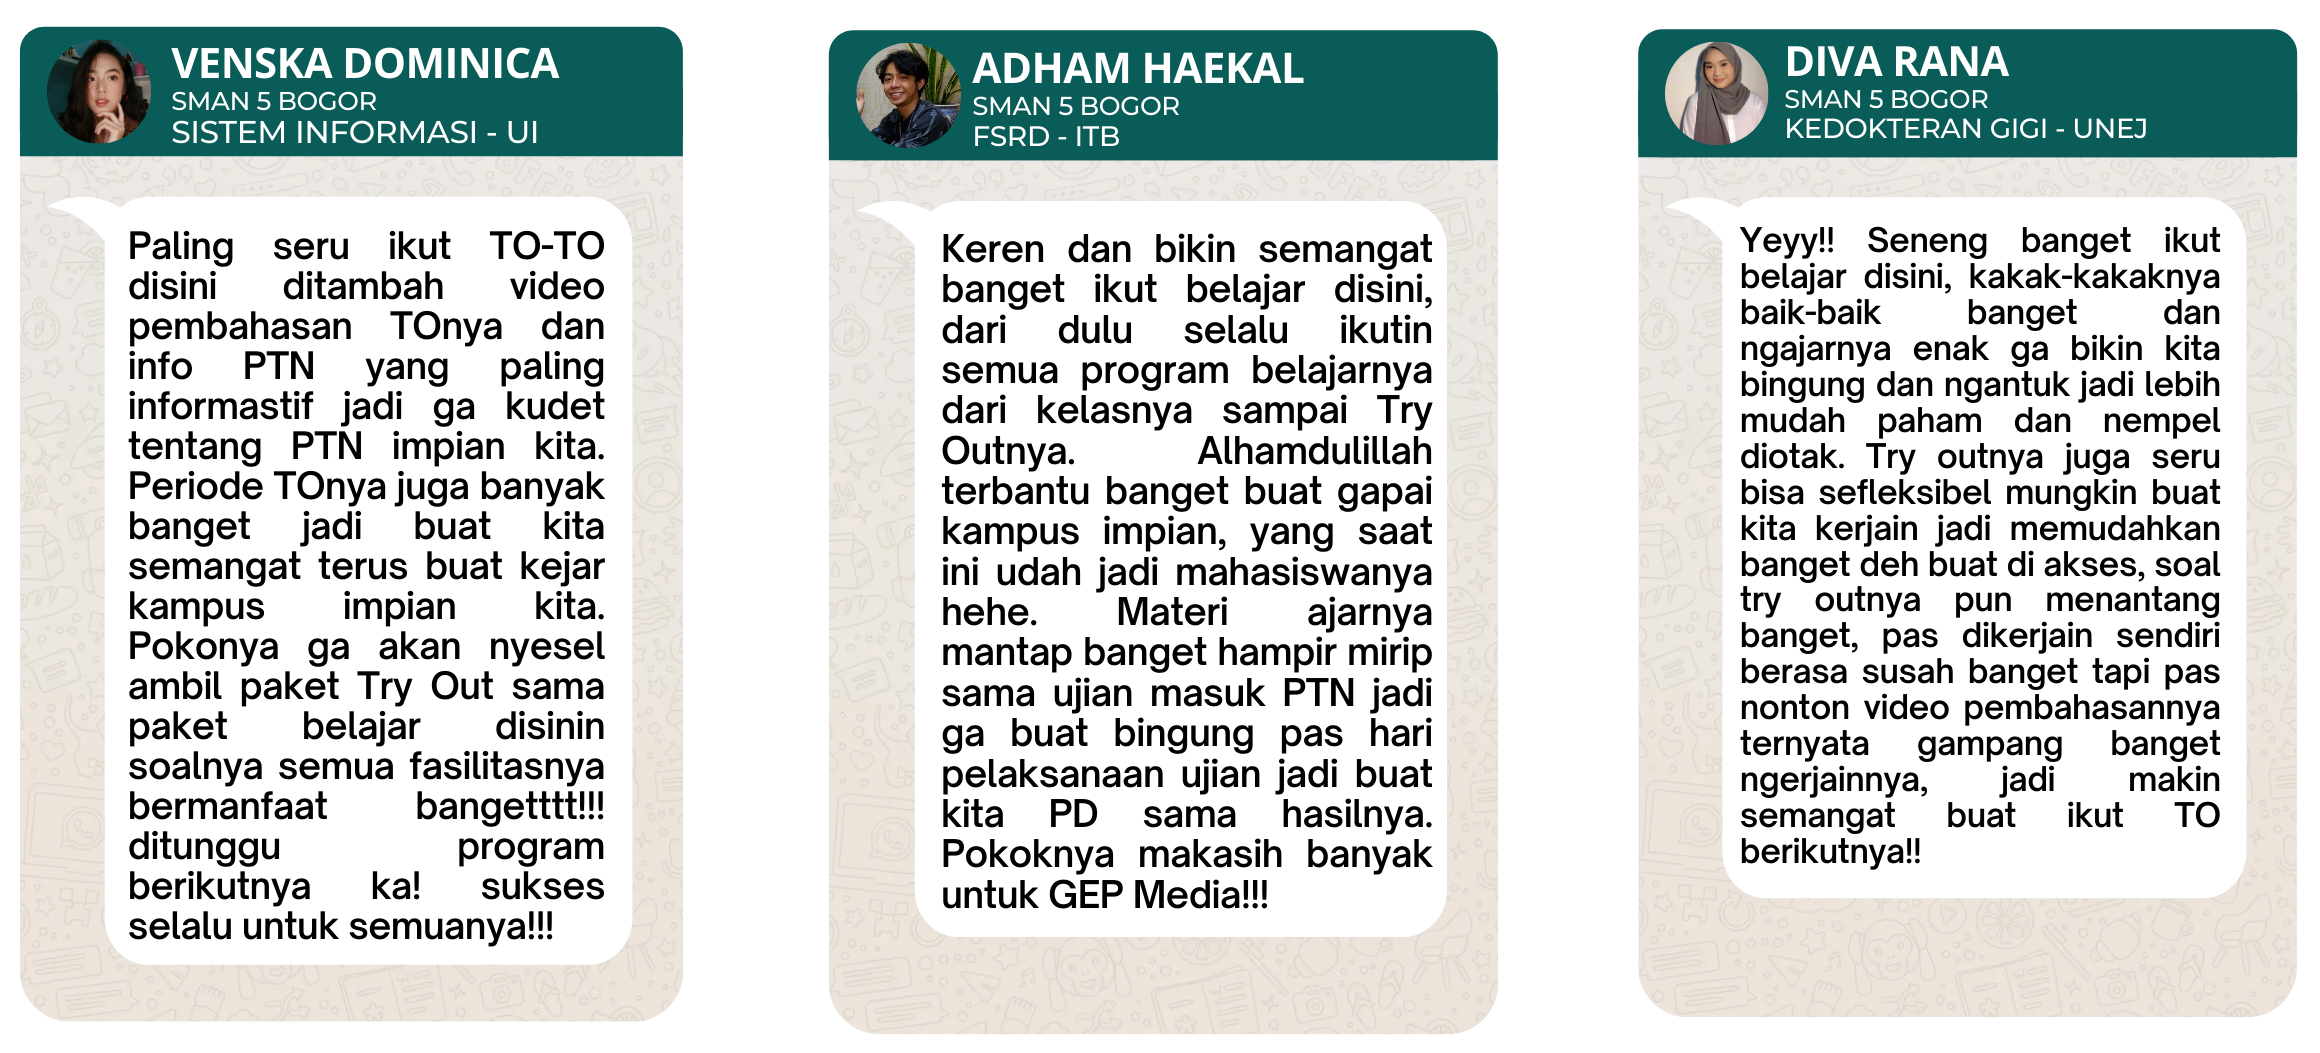 VENSKA DOMINICA
SMAN 5 BOGOR
SISTEM INFORMASI - UI
Paling seru ikut TO-TO
disini ditambah video
pembahasan TOnya dan
info PTN yang paling
informastif jadi ga kudet
tentang PTN impian kita.
Periode TOnya juga banyak
banget jadi buat kita
semangat terus buat kejar
kampus impian kita.
Pokonya ga akan nyesel
ambil paket Try Out sama
paket belajar disinin
soalnya semua fasilitasnya
bermanfaat bangetttt!!!
ditunggu program
berikutnya ka! sukses
selalu untuk semuanya!!!
ADHAM HAEKAL
SMAN 5 BOGOR
FSRD - ITB
Keren dan bikin semangat
banget ikut belajar disini,
dari dulu selalu ikutin
semua program belajarnya
dari kelasnya sampai Try
Outnya. Alhamdulillah
terbantu banget buat gapai
kampus impian, yang saat
ini udah jadi mahasiswanya
hehe. Materi ajarnya
mantap banget hampir mirip
sama ujian masuk PTN jadi
ga buat bingung pas hari
pelaksanaan ujian jadi buat
kita PD sama hasilnya.
Pokoknya makasih banyak
untuk GEP Media!!!
DIVA RANA
SMAN 5 BOGOR
KEDOKTERAN GIGI - UNEJ
Yeyy!! Seneng banget ikut
belajar disini, kakak-kakaknya
baik-baik banget dan
ngajarnya enak ga bikin kita
bingung dan ngantuk jadi lebih
mudah paham dan nempel
diotak. Try outnya juga seru
bisa sefleksibel mungkin buat
kita kerjain jadi memudahkan
banget deh buat di akses, soal
try outnya pun menantang
banget, pas dikerjain sendiri
berasa susah banget tapi pas
nonton video pembahasannya
ternyata gampang banget
ngerjainnya, jadi makin
semangat buat ikut TO
berikutnya!!